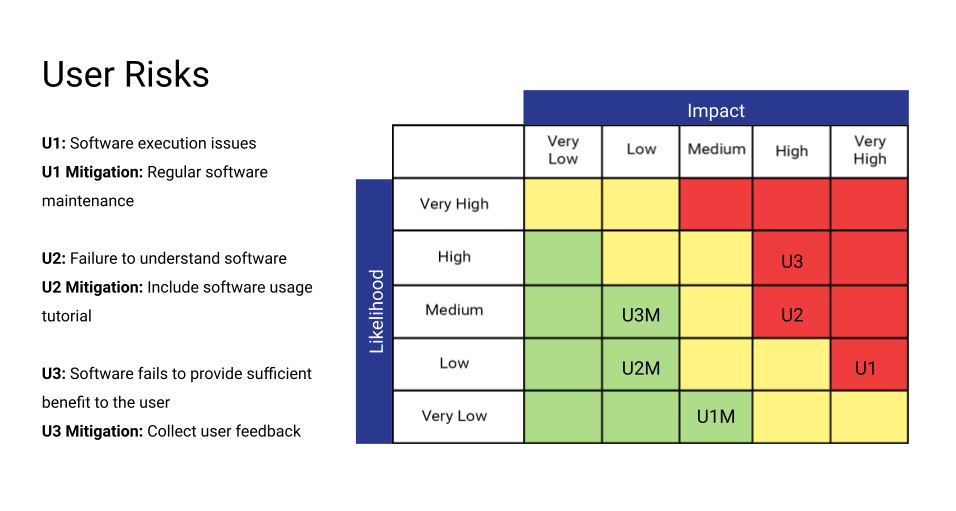 User Risks
U1: Software execution issues
U1 Mitigation: Regular software
maintenance
U2: Failure to understand software
U2 Mitigation: Include software usage
tutorial
U3: Software fails to provide sufficient
benefit to the user
U3 Mitigation: Collect user feedback
Impact
Very
Low
Low
Medium
High
Very
High
Likelihood
Very High
High
U3
Medium
U3M
U2
Low
U2M
U1
Very Low
U1M